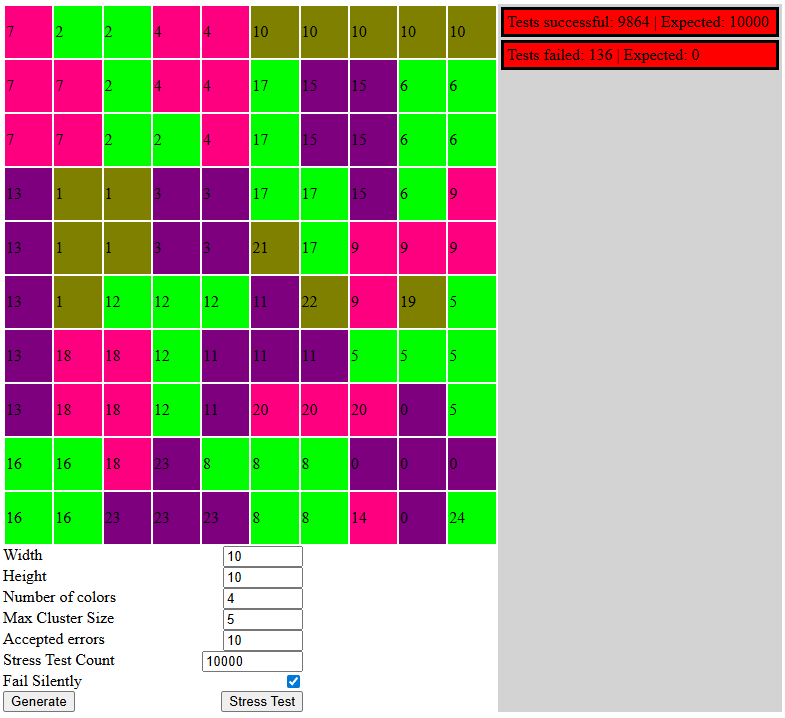 7 2 2 4 4 10 10 10 10 10
7 7 2 4 4 17 15 15 6 6
7 7 2 2 4 17 15 15 6 6
13 1 1 3 3 17 17 15 6 9
13 1 1 3 3 21 17 9 9 9
13 1 12 12 12 11 22 9 19 5
13 18 18 12 11 11 11 5 5 5
13 18 18 12 11 20 20 20 0 5
16 16 18 23 8 8 8 0 0 0
16 16 23 23 23 8 8 14 0 24
Width 10
Height 10
Number of colors 4
Max Cluster Size 5
Accepted errors 10
Stress Test Count 10000
Fail Silently
Generate Stress Test
Tests successful: 9864 | Expected: 10000
Tests failed: 136 | Expected: 0